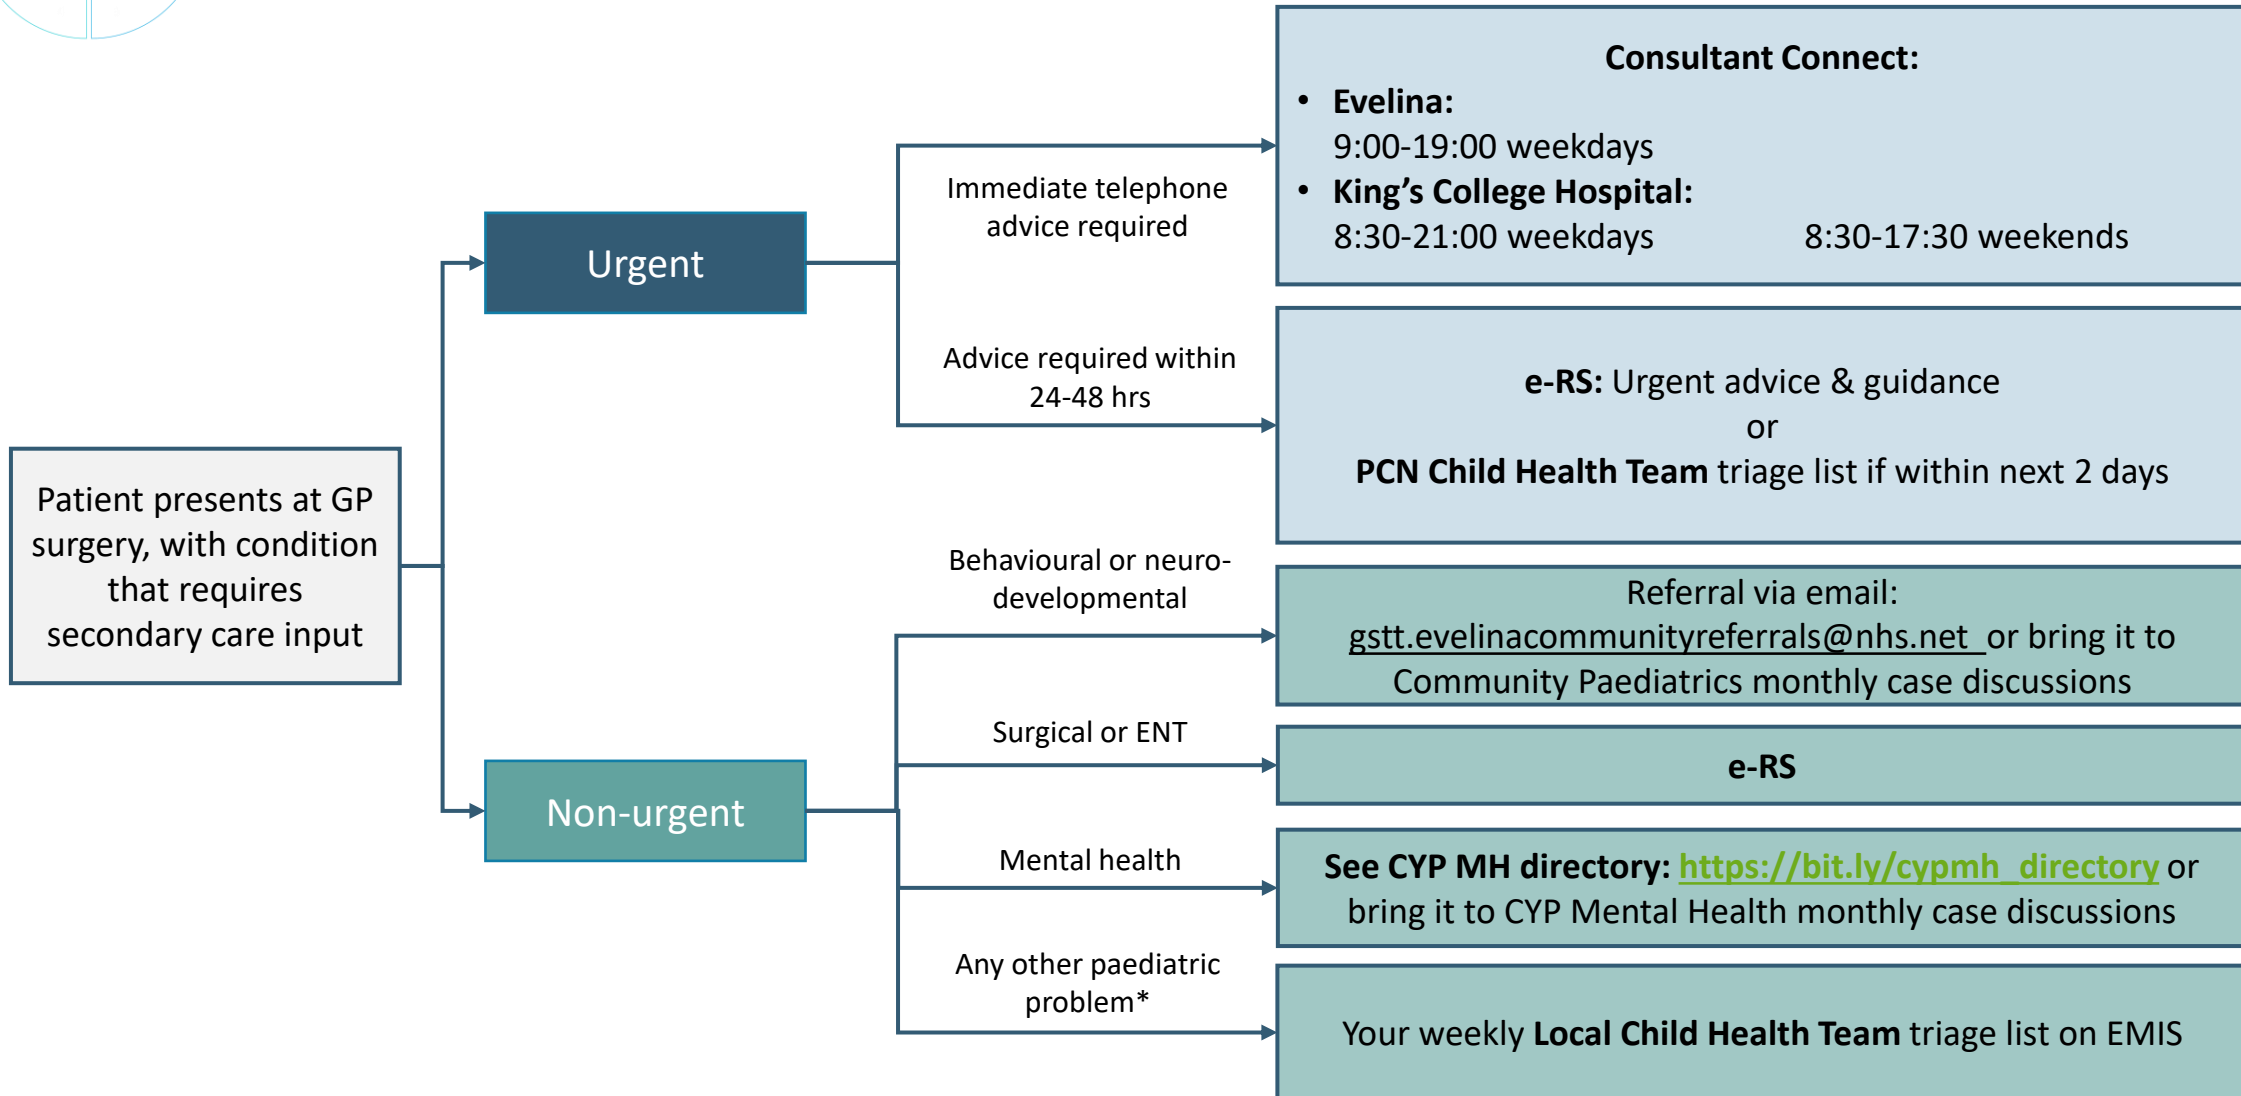 Patient presents at GP
surgery, with condition
that requires
secondary care input
Urgent
Immediate telephone
advice required
Consultant Connect:
• Evelina:
9:00-19:00 weekdays
• King’s College Hospital:
8:30-21:00 weekdays 8:30-17:30 weekends
Advice required within
24-48 hrs
e-RS: Urgent advice & guidance
or
PCN Child Health Team triage list if within next 2 days
Non-urgent
Behavioural or neuro-
developmental
Referral via email:
gstt.evelinacommunityreferrals@nhs.net or bring it to
Community Paediatrics monthly case discussions
Surgical or ENT
e-RS
Mental health
See CYP MH directory: https://bit.ly/cypmh_directory or
bring it to CYP Mental Health monthly case discussions
Any other paediatric
problem*
Your weekly Local Child Health Team triage list on EMIS